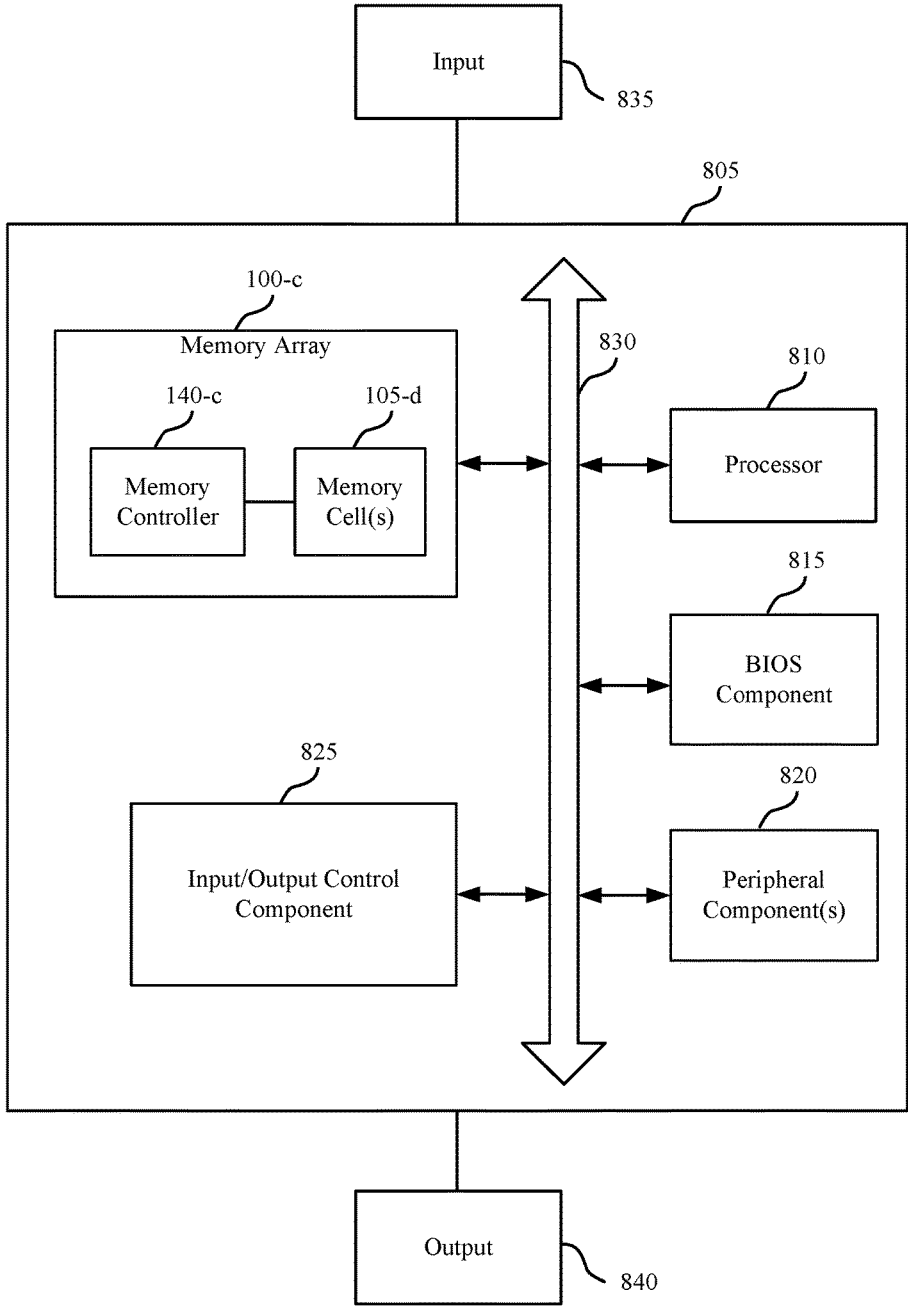 Input
835
805
100-c
Memory Array
830
810
140-c
105-d
Memory
Controller
Memory
Cell(s)
Processor
815
BIOS
Component
825
820
Input/Output Control
Component
Peripheral
Component(s)
Output
840